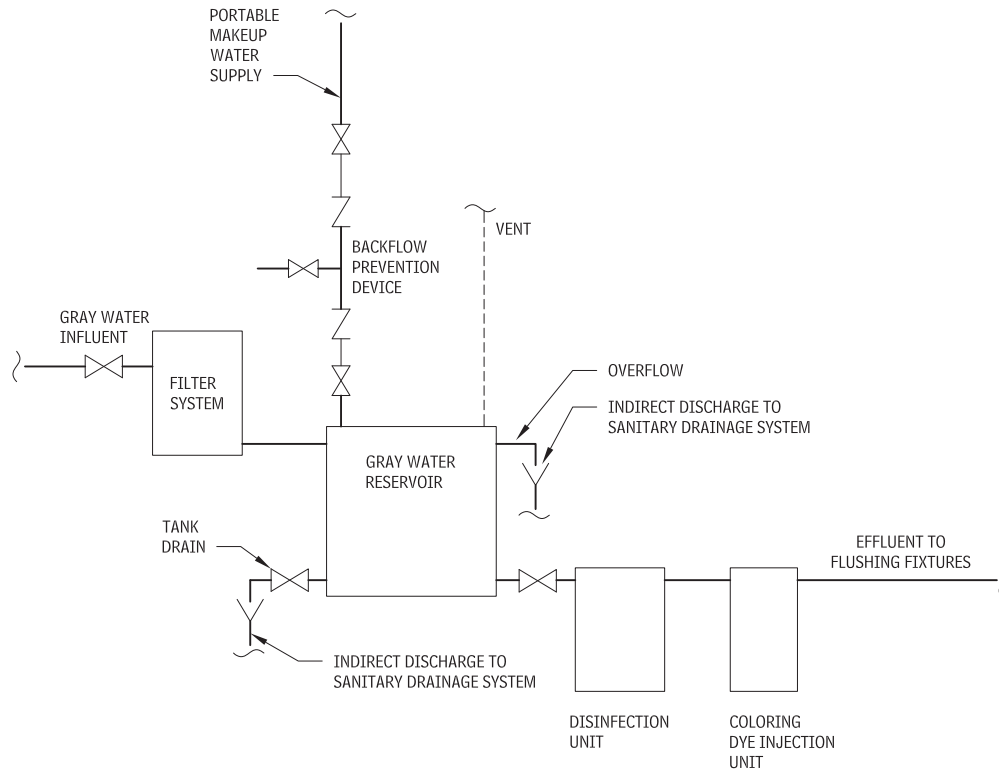 PORTABLE
MAKEUP
WATER
SUPPLY
VENT
BACKFLOW
PREVENTION
DEVICE
GRAY WATER
INFLUENT
FILTER
SYSTEM
OVERFLOW
INDIRECT DISCHARGE TO
SANITARY DRAINAGE SYSTEM
GRAY WATER
RESERVOIR
TANK
DRAIN
EFFLUENT TO
FLUSHING FIXTURES
INDIRECT DISCHARGE TO
SANITARY DRAINAGE SYSTEM
DISINFECTION
UNIT
COLORING
DYE INJECTION
UNIT